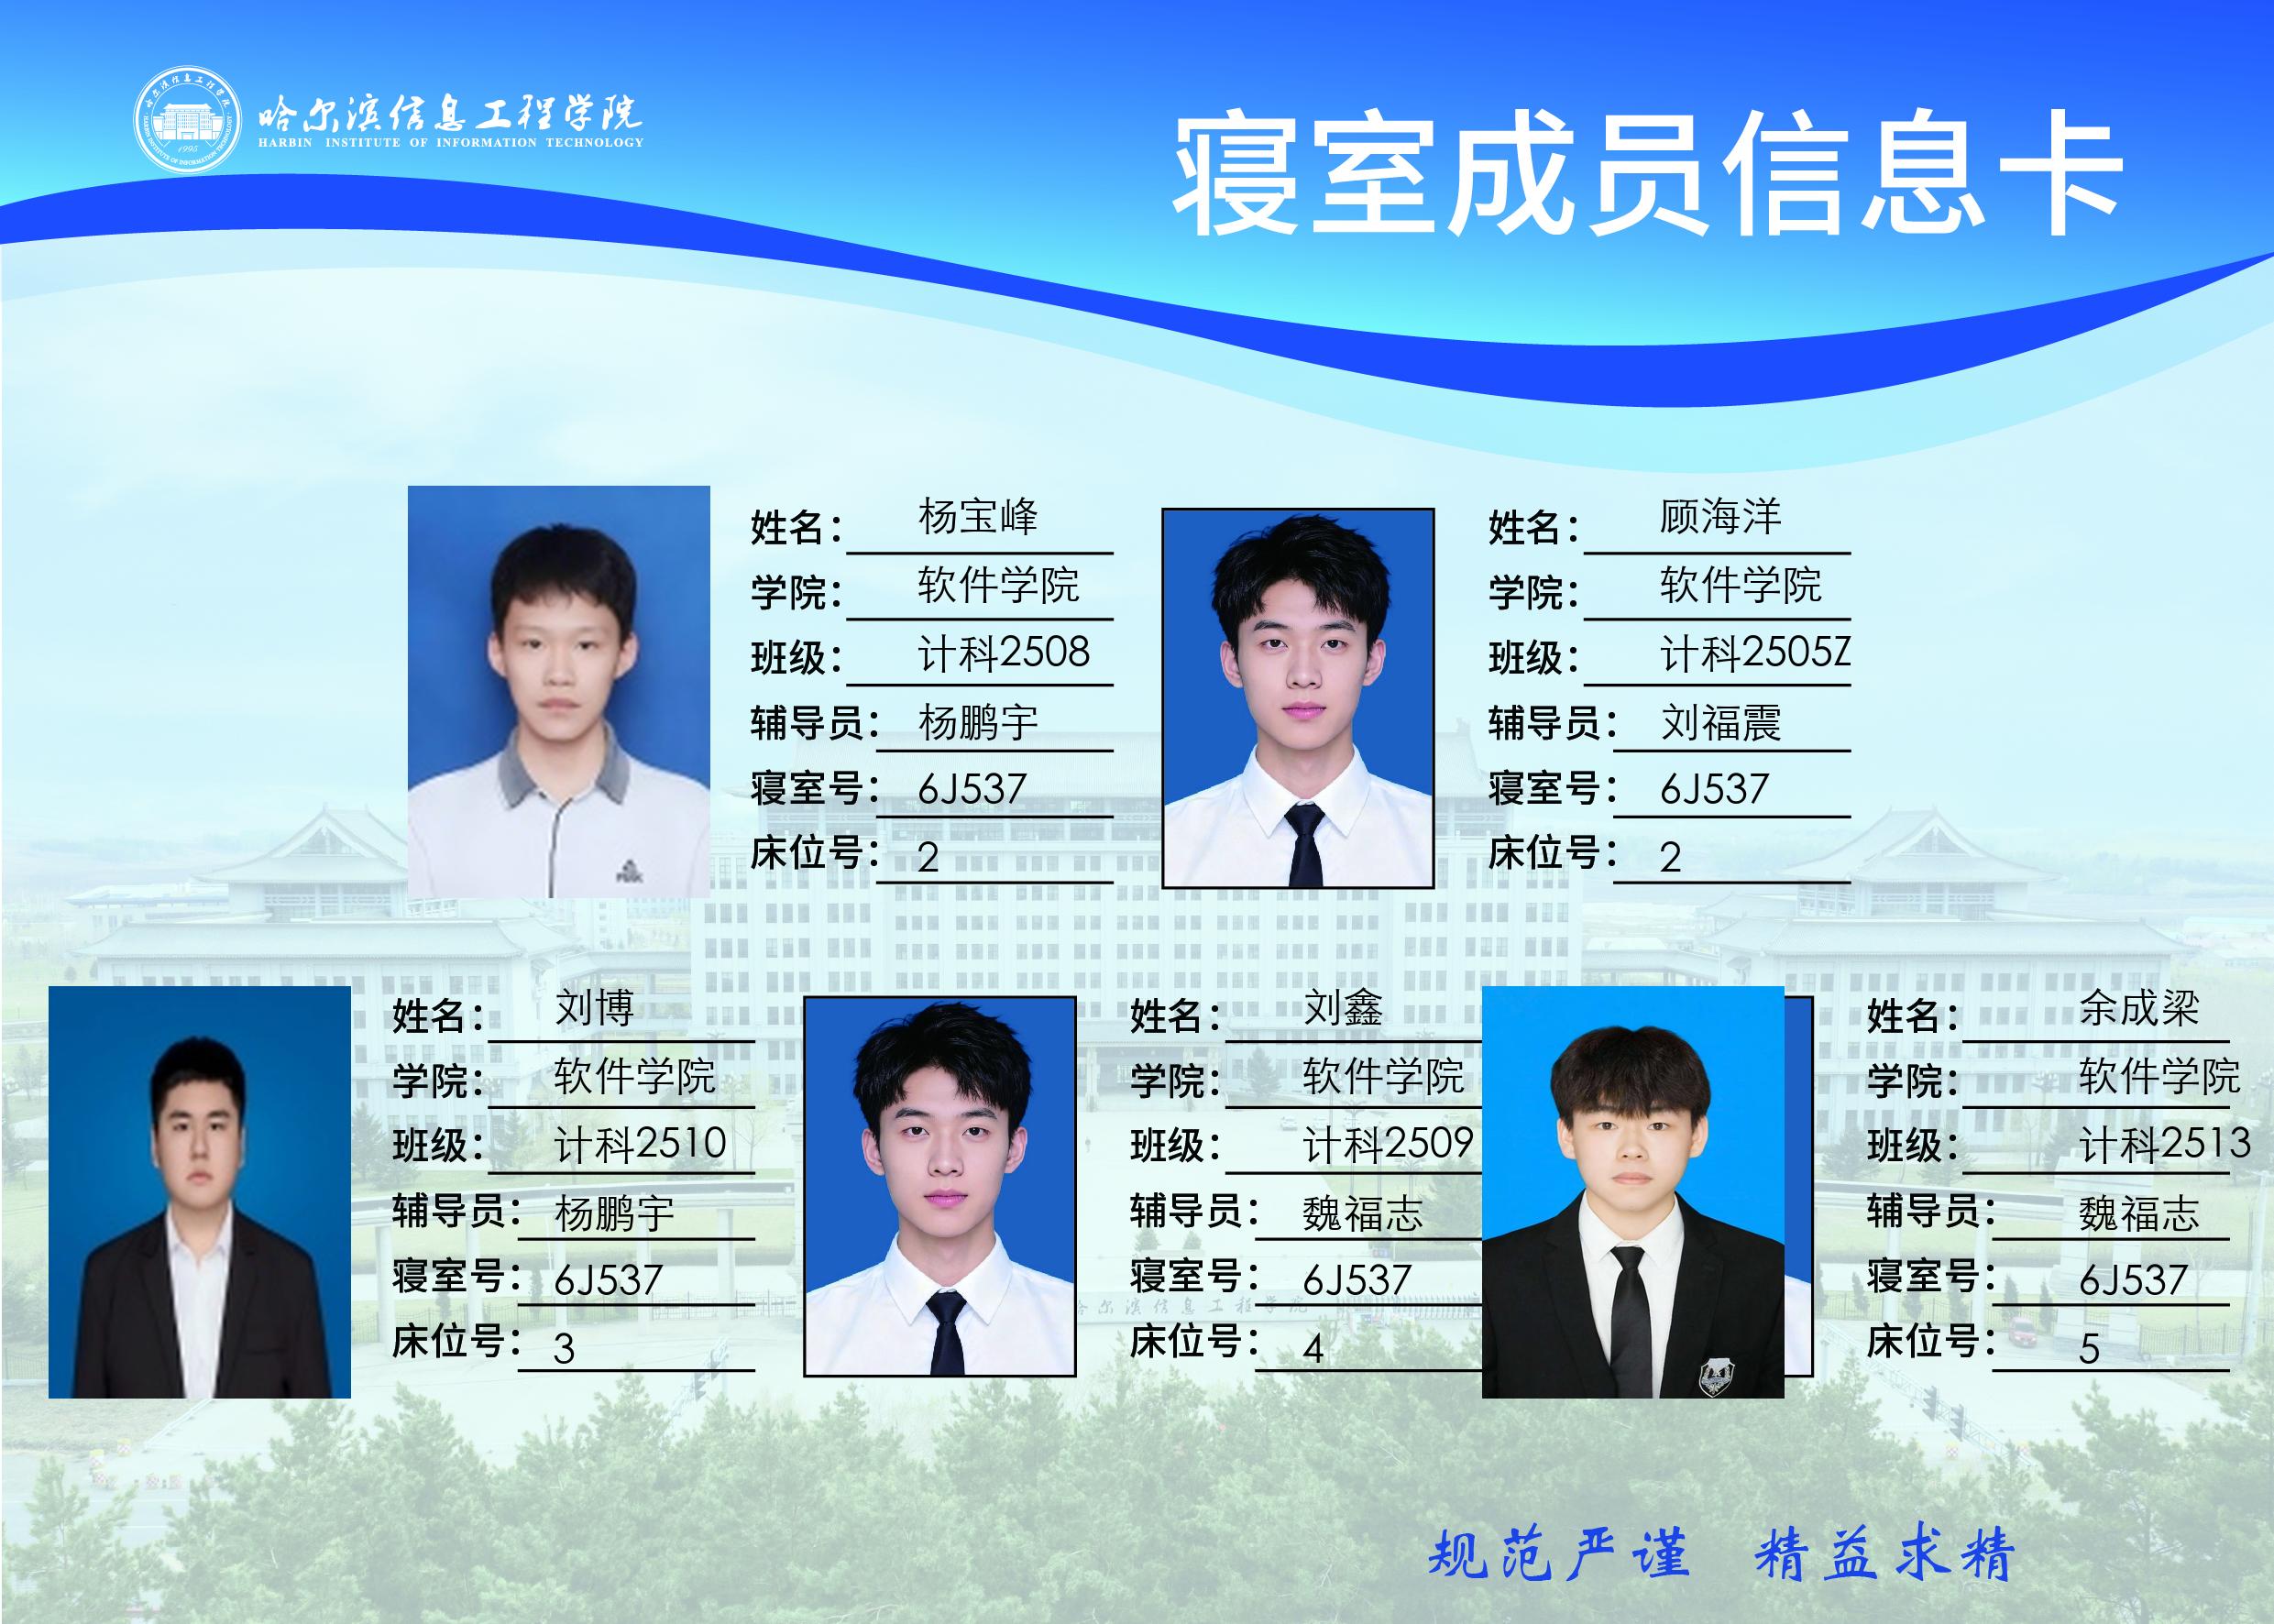 哈尔滨信息工程学院
HARBIN INSTITUTE OF INFORMATION TECHNOLOGY
1995
寝室成员信息卡
姓名： 杨宝峰
学院： 软件学院
班级： 计科2508
辅导员： 杨鹏宇
寝室号： 6J537
床位号： 2
姓名： 顾海洋
学院： 软件学院
班级： 计科2505Z
辅导员： 刘福震
寝室号： 6J537
床位号： 2
姓名： 刘博
学院： 软件学院
班级： 计科2510
辅导员： 杨鹏宇
寝室号： 6J537
床位号： 3
姓名： 刘鑫
学院： 软件学院
班级： 计科2509
辅导员： 魏福志
寝室号： 6J537
床位号： 4
姓名： 余成梁
学院： 软件学院
班级： 计科2513
辅导员： 魏福志
寝室号： 6J537
床位号： 5
哈尔滨信息工程学院
规范严谨 精益求精